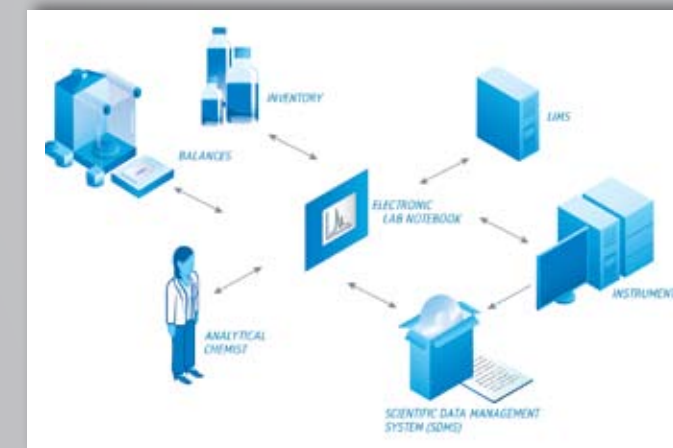 INVENTORY
LIMS
BALANCES
ELECTRONIC
LAB NOTEBOOK
INSTRUMENT
ANALYTICAL
CHEMIST
SCIENTIFIC DATA MANAGEMENT
SYSTEM (SDMS)